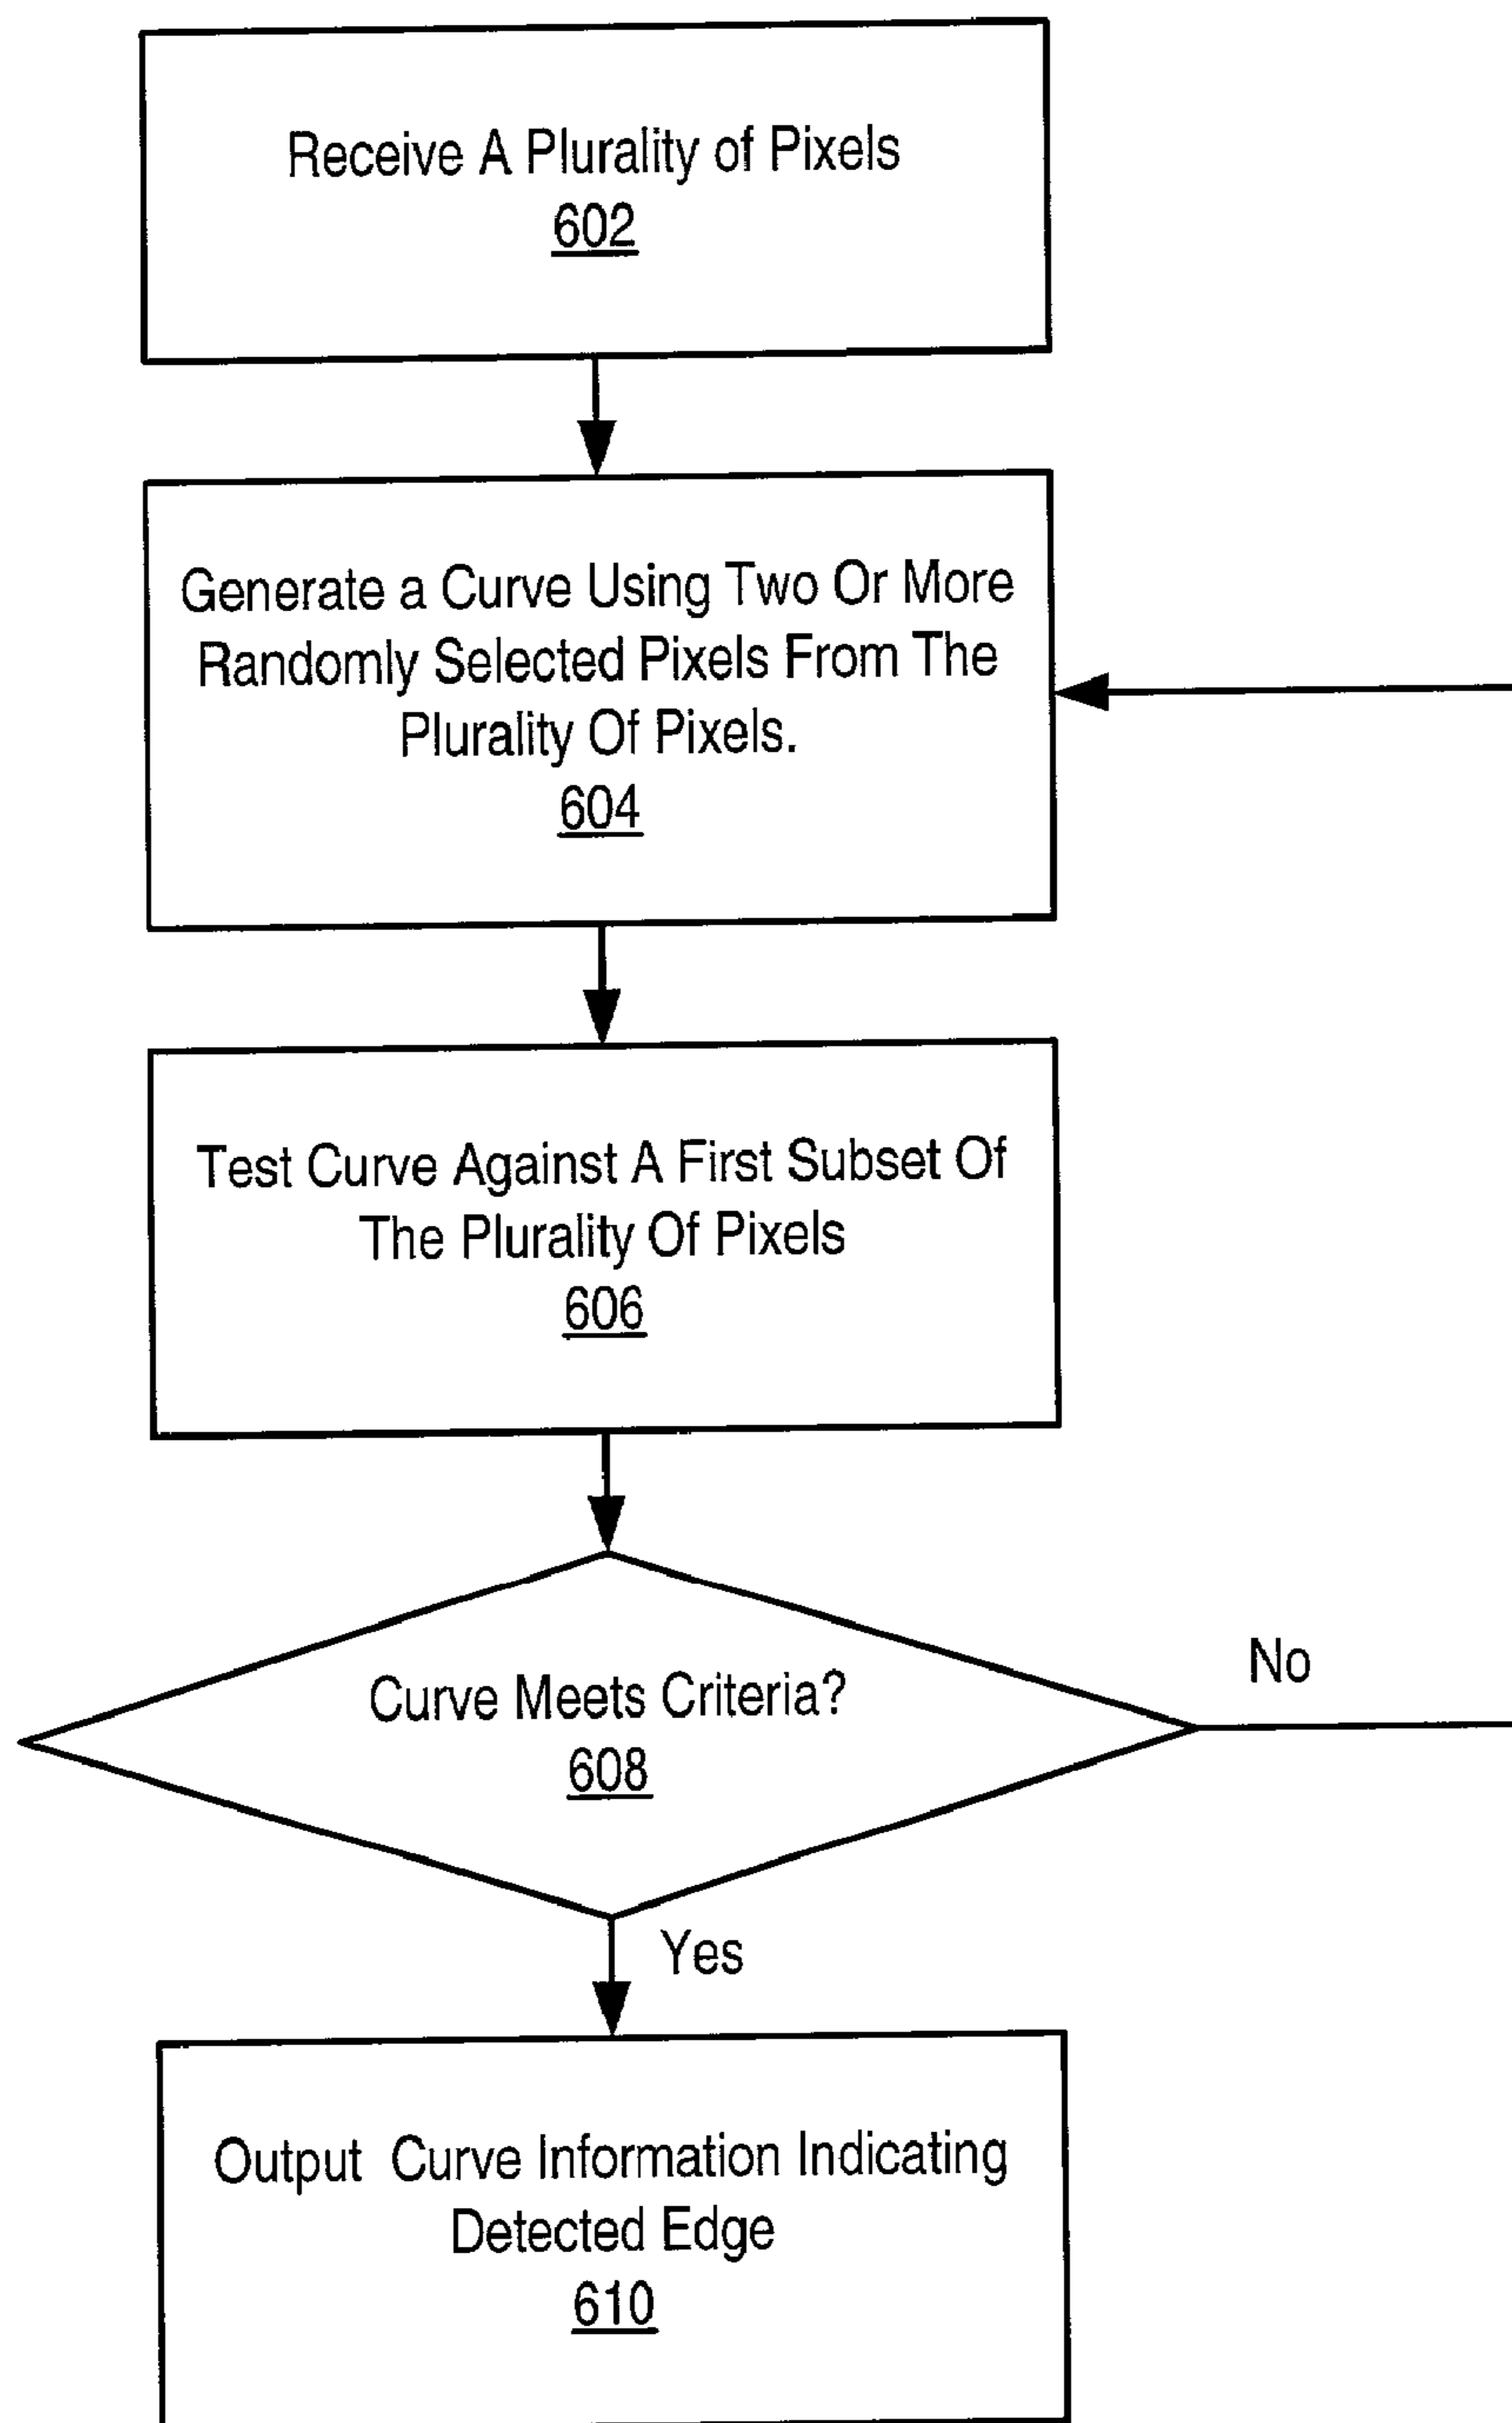 Receive A Plurality of Pixels
602
Generate a Curve Using Two Or More
Randomly Selected Pixels From The
Plurality Of Pixels.
604
Test Curve Against A First Subset Of
The Plurality Of Pixels
606
Curve Meets Criteria?
608
No
Yes
Output Curve Information Indicating
Detected Edge
610